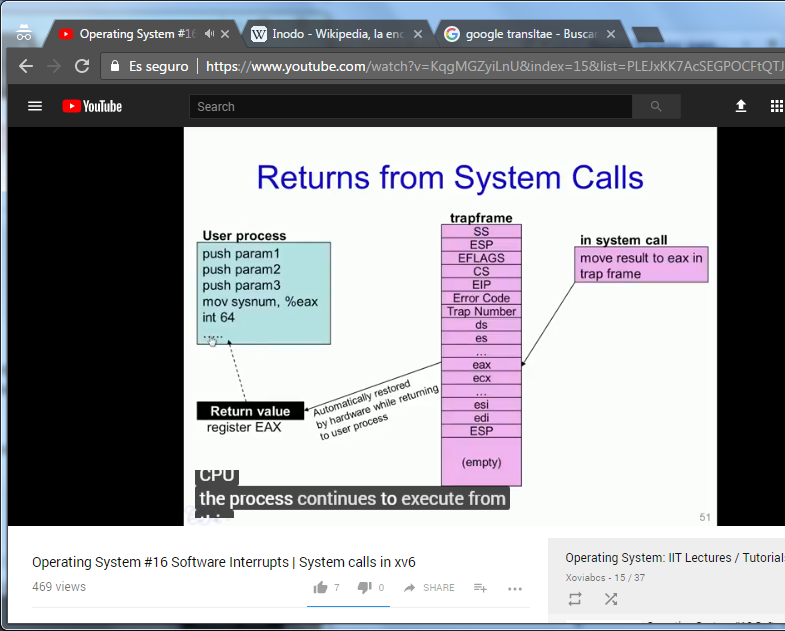 Operating System #16
Inodo - Wikipedia, la enc
google transltae - Buscar
Es seguro
https://www.youtube.com/watch?v=KqgMGZyiLnU&index=15&list=PLEJxKK7AcSEGPOCFtQTJ
YouTube
Search
Returns from System Calls
User process
push param1
push param2
push param3
mov sysnum, %eax
int 64
.....
Return value
register EAX
Automatically restored
by hardware while returning
to user process
trapframe
SS
ESP
EFLAGS
CS
EIP
Error Code
Trap Number
ds
es
...
eax
ecx
...
esi
edi
ESP
(empty)
in system call
move result to eax in
trap frame
CPU
the process continues to execute from
51
Operating System #16 Software Interrupts | System calls in xv6
469 views
7
0
SHARE
Operating System: IIT Lectures / Tutorials
Xoviabcs - 15 / 37